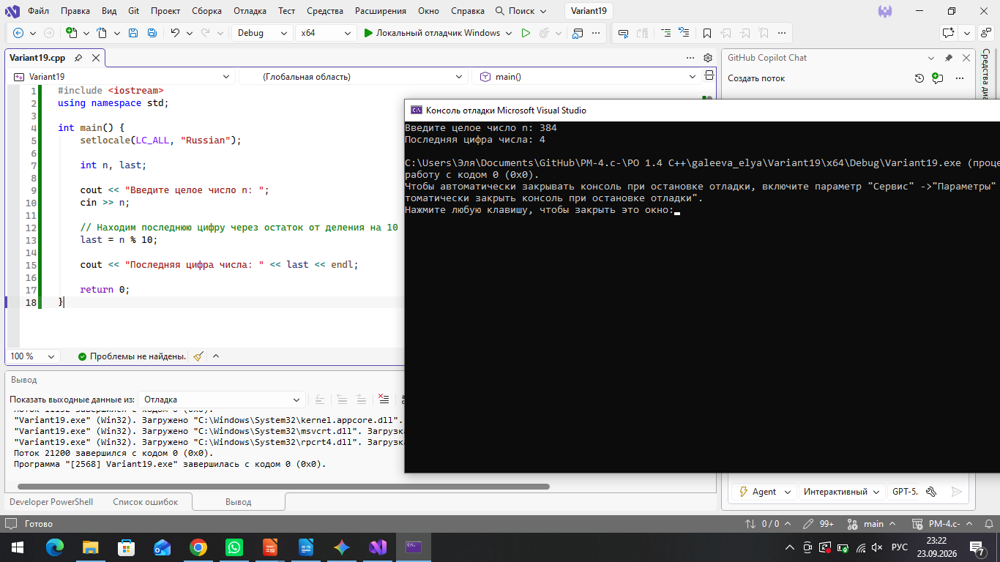 Файл Правка Вид Git Проект Сборка Отладка Тест Средства Расширения Окно Справка Поиск Variant19
Debug x64 Локальный отладчик Windows
Variant19.cpp
Variant19 (Глобальная область) main()
1 #include <iostream>
2 using namespace std;
3
4 int main() {
5 setlocale(LC_ALL, "Russian");
6
7 int n, last;
8
9 cout << "Введите целое число n: ";
10 cin >> n;
11
12 // Находим последнюю цифру через остаток от деления на 10
13 last = n % 10;
14
15 cout << "Последняя цифра числа: " << last << endl;
16
17 return 0;
18 }
100 % Проблемы не найдены.
GitHub Copilot Chat
Создать поток
Средства диа
Консоль отладки Microsoft Visual Studio
Введите целое число n: 384
Последняя цифра числа: 4
C:\Users\Эля\Documents\GitHub\PM-4.c-\PO 1.4 C++\galeeva_elya\Variant19\x64\Debug\Variant19.exe (проце
работу с кодом 0 (0x0).
Чтобы автоматически закрывать консоль при остановке отладки, включите параметр "Сервис" ->"Параметры"
томатически закрыть консоль при остановке отладки".
Нажмите любую клавишу, чтобы закрыть это окно:
Вывод
Показать выходные данные из: Отладка
"Variant19.exe" (Win32). Загружено "C:\Windows\System32\kernel.appcore.dll".
"Variant19.exe" (Win32). Загружено "C:\Windows\System32\msvcrt.dll". Загрузк
"Variant19.exe" (Win32). Загружено "C:\Windows\System32\rpcrt4.dll". Загрузк
Поток 21200 завершился с кодом 0 (0x0).
Программа "[2568] Variant19.exe" завершилась с кодом 0 (0x0).
Developer PowerShell Список ошибок Вывод
Agent Интерактивный GPT-5.
Готово 0 / 0 99+ main PM-4.c-
РУС 23:22
23.09.2026
7